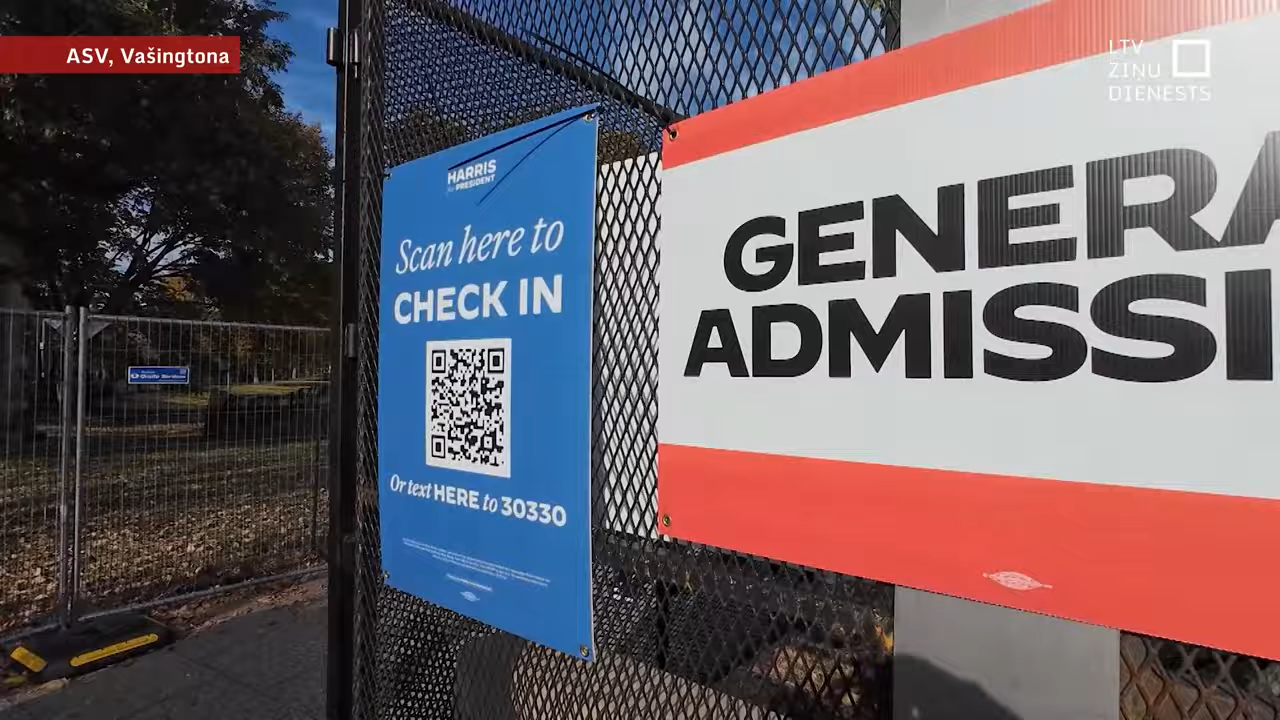 ASV, Vašingtona
LTV
ZIŅU
DIENESTS
HARRIS
for PRESIDENT
Scan here to
CHECK IN
Or text HERE to 30330
GENERA
ADMISSI